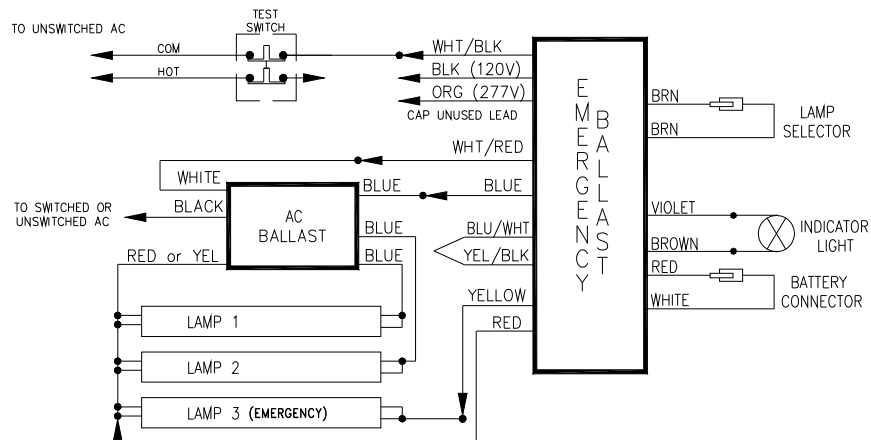 TEST
SWITCH
TO UNSWITCHED AC
COM
HOT
WHT/BLK
BLK (120V)
ORG (277V)
CAP UNUSED LEAD
EMERGENCY
BALLAST
BRN
BRN
LAMP
SELECTOR
WHT/RED
WHITE
BLUE
BLUE
BLACK
TO SWITCHED OR
UNSWITCHED AC
AC
BALLAST
BLUE
BLUE
RED or YEL
BLU/WHT
YEL/BLK
VIOLET
BROWN
INDICATOR
LIGHT
RED
WHITE
BATTERY
CONNECTOR
YELLOW
RED
LAMP 1
LAMP 2
LAMP 3 (EMERGENCY)